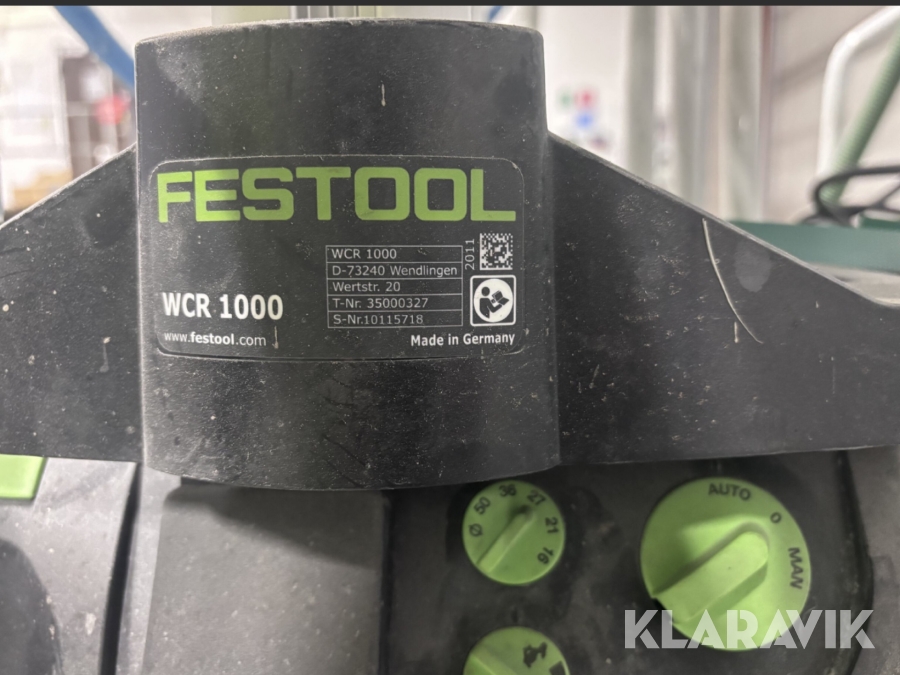 FESTOOL
WCR 1000
www.festool.com
WCR 1000
D-73240 Wendlingen
Wertstr. 20
T-Nr. 35000327
S-Nr.10115718
2011
Made in Germany
Ø 50 36 27 21 16
AUTO 0 MAN
KLARAVIK